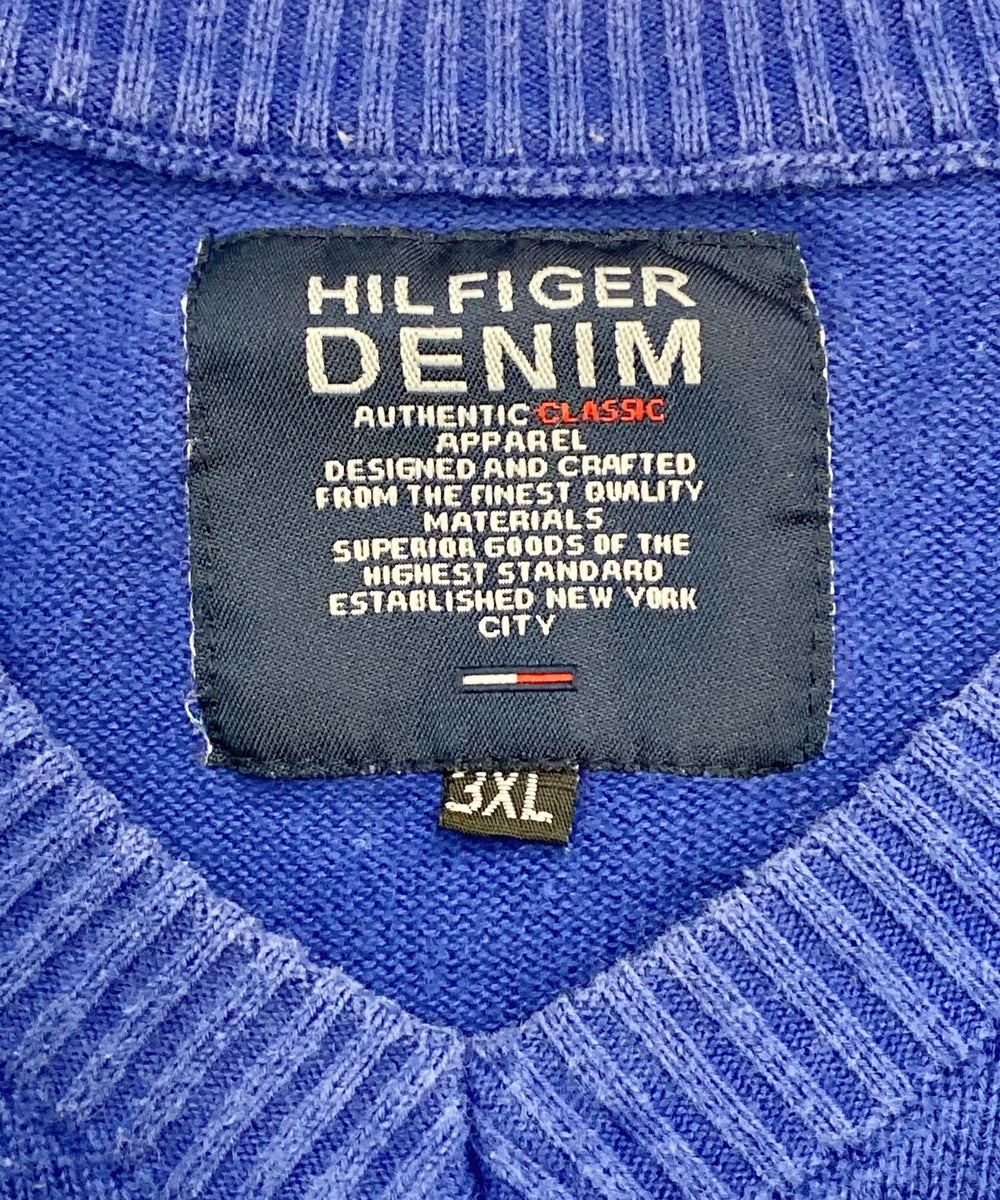 HILFIGER
DENIM
AUTHENTIC CLASSIC
APPAREL
DESIGNED AND CRAFTED
FROM THE FINEST QUALITY
MATERIALS
SUPERIOR GOODS OF THE
HIGHEST STANDARD
ESTABLISHED NEW YORK
CITY
3XL